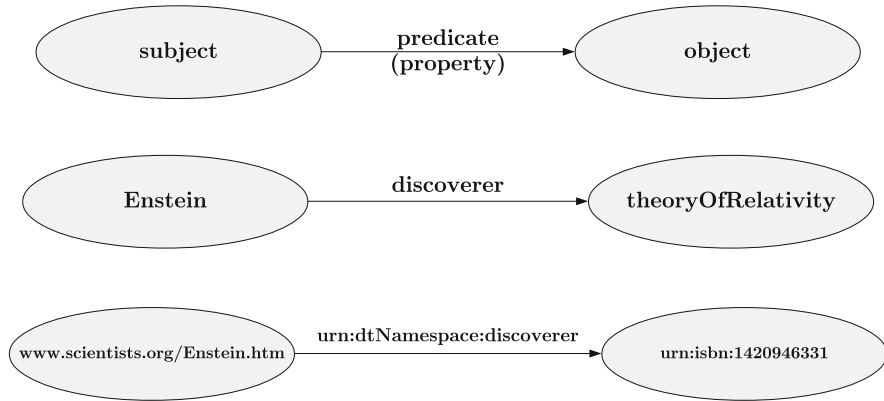 subject
predicate
(property)
object
Enstein
discoverer
theoryOfRelativity
www.scientists.org/Enstein.htm
urn:dtNamespace:discoverer
urn:isbn:1420946331